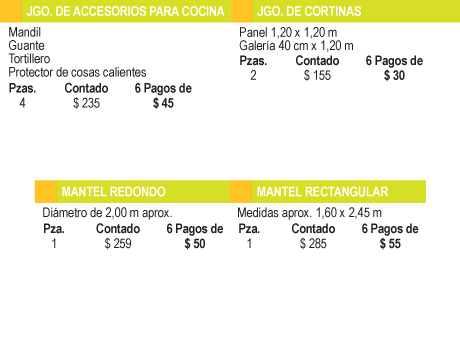 JGO. DE ACCESORIOS PARA COCINA
Mandil
Guante
Tortillero
Protector de cosas calientes
Pzas. Contado 6 Pagos de
4 $ 235 $ 45
JGO. DE CORTINAS
Panel 1,20 x 1,20 m
Galería 40 cm x 1,20 m
Pzas. Contado 6 Pagos de
2 $ 155 $ 30
MANTEL REDONDO
Diámetro de 2,00 m aprox.
Pza. Contado 6 Pagos de
1 $ 259 $ 50
MANTEL RECTANGULAR
Medidas aprox. 1,60 x 2,45 m
Pza. Contado 6 Pagos de
1 $ 285 $ 55